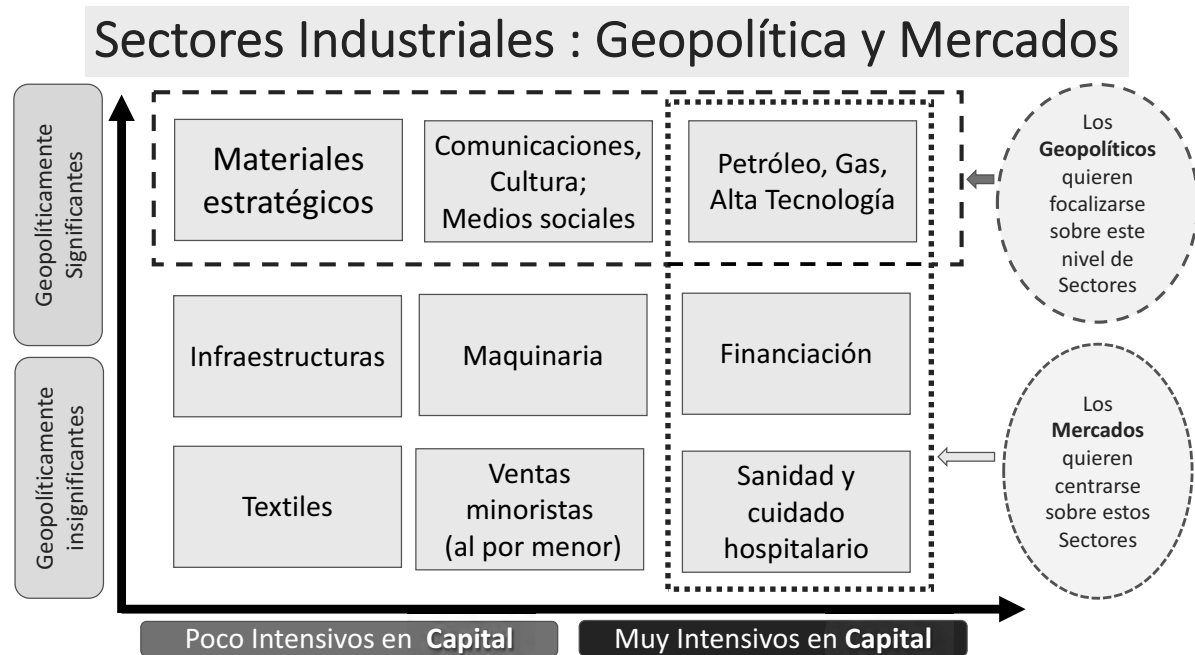 Sectores Industriales : Geopolítica y Mercados
Geopolíticamente
Significantes
Materiales
estratégicos
Comunicaciones,
Cultura;
Medios sociales
Petróleo, Gas,
Alta Tecnología
Los
Geopolíticos
quieren
focalizarse
sobre este
nivel de
Sectores
Infraestructuras
Maquinaria
Financiación
Geopolíticamente
insignificantes
Textiles
Ventas
minoristas
(al por menor)
Sanidad y
cuidado
hospitalario
Los
Mercados
quieren
centrarse
sobre estos
Sectores
Poco Intensivos en Capital
Muy Intensivos en Capital